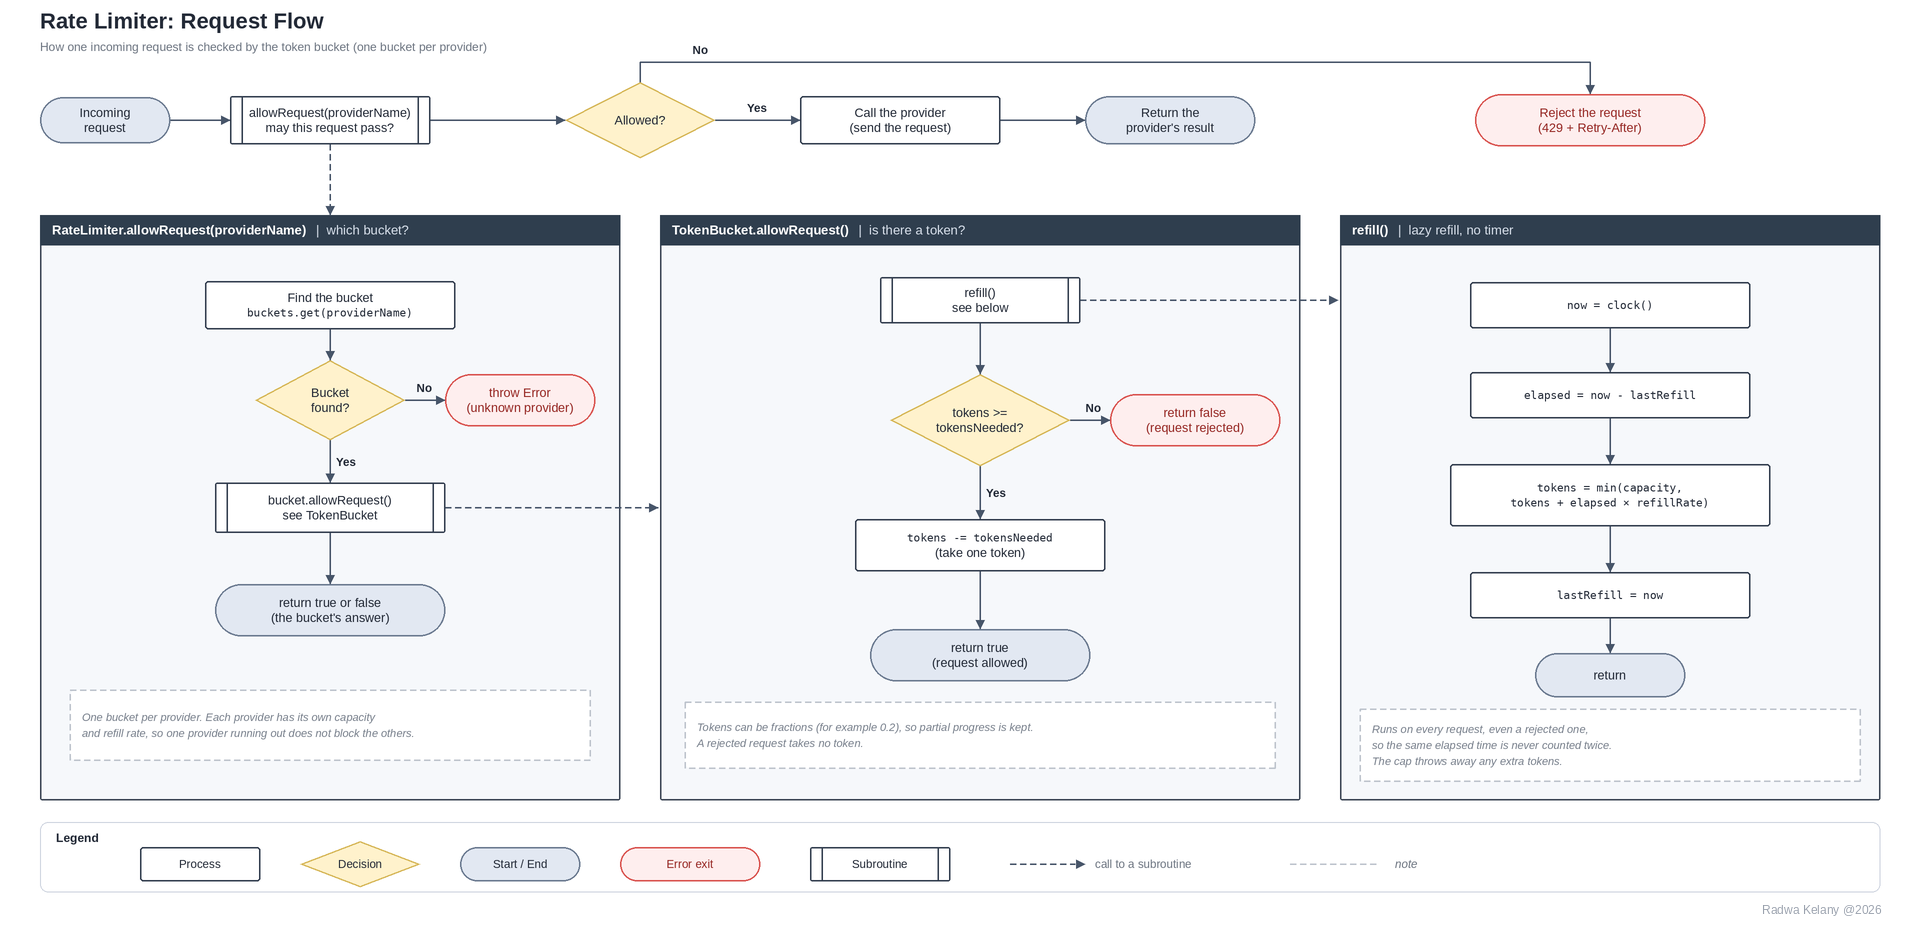 Rate Limiter: Request Flow
How one incoming request is checked by the token bucket (one bucket per provider)
No
Incoming
request
allowRequest(providerName)
may this request pass?
Allowed?
Yes
Call the provider
(send the request)
Return the
provider's result
Reject the request
(429 + Retry-After)
RateLimiter.allowRequest(providerName) | which bucket?
Find the bucket
buckets.get(providerName)
Bucket
found?
No
throw Error
(unknown provider)
Yes
bucket.allowRequest()
see TokenBucket
return true or false
(the bucket's answer)
One bucket per provider. Each provider has its own capacity
and refill rate, so one provider running out does not block the others.
TokenBucket.allowRequest() | is there a token?
refill()
see below
tokens >=
tokensNeeded?
No
return false
(request rejected)
Yes
tokens -= tokensNeeded
(take one token)
return true
(request allowed)
Tokens can be fractions (for example 0.2), so partial progress is kept.
A rejected request takes no token.
refill() | lazy refill, no timer
now = clock()
elapsed = now - lastRefill
tokens = min(capacity,
tokens + elapsed × refillRate)
lastRefill = now
return
Runs on every request, even a rejected one,
so the same elapsed time is never counted twice.
The cap throws away any extra tokens.
Legend
Process
Decision
Start / End
Error exit
Subroutine
call to a subroutine
note
Radwa Kelany @2026